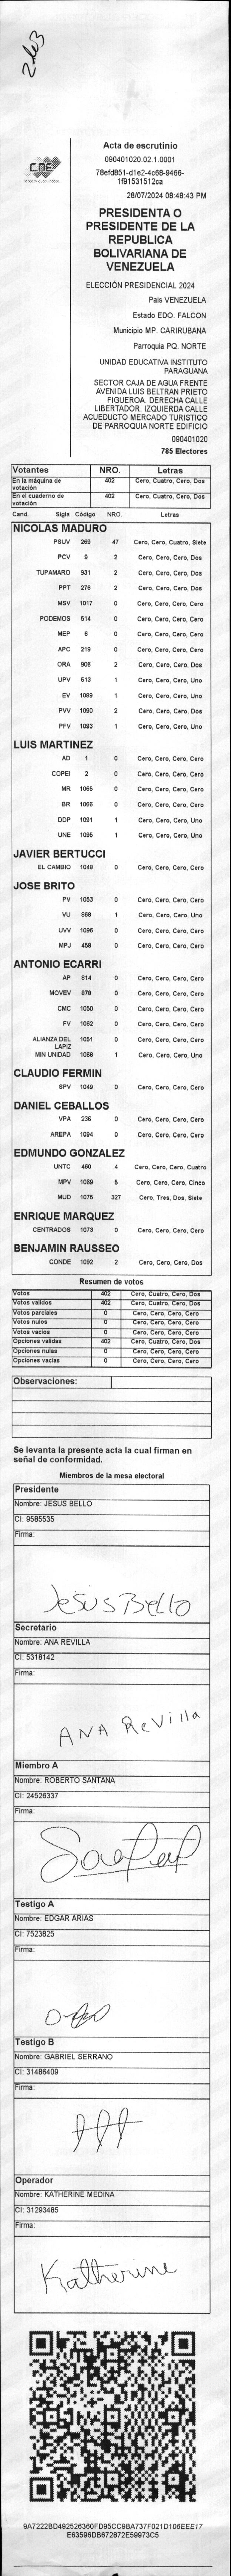 2463
CNE
Acta de escrutinio
090401020.02.1.0001
78efd851-d1e2-4c68-9466-
1f91531512ca
28/07/2024 08:48:43 PM
PRESIDENTA O
PRESIDENTE DE LA
REPUBLICA
BOLIVARIANA DE
VENEZUELA
ELECCIÓN PRESIDENCIAL 2024
Pais VENEZUELA
Estado EDO. FALCON
Municipio MP. CARIRUBANA
Parroquia PQ. NORTE
UNIDAD EDUCATIVA INSTITUTO
PARAGUANA
SECTOR CAJA DE AGUA FRENTE
AVENIDA LUIS BELTRAN PRIETO
FIGUEROA. DERECHA CALLE
LIBERTADOR. IZQUIERDA CALLE
ACUEDUCTO MERCADO TURISTICO
DE PARROQUIA NORTE EDIFICIO
090401020
785 Electores
Votantes NRO. Letras
En la máquina de votación 402 Cero, Cuatro, Cero, Dos
En el cuaderno de votación 402 Cero, Cuatro, Cero, Dos
Cand. Sigla Código NRO. Letras
NICOLAS MADURO
PSUV 269 47 Cero, Cero, Cuatro, Siete
PCV 9 2 Cero, Cero, Cero, Dos
TUPAMARO 931 2 Cero, Cero, Cero, Dos
PPT 276 2 Cero, Cero, Cero, Dos
MSV 1017 0 Cero, Cero, Cero, Cero
PODEMOS 514 0 Cero, Cero, Cero, Cero
MEP 6 0 Cero, Cero, Cero, Cero
APC 219 0 Cero, Cero, Cero, Cero
ORA 906 2 Cero, Cero, Cero, Dos
UPV 513 1 Cero, Cero, Cero, Uno
EV 1089 1 Cero, Cero, Cero, Uno
PVV 1090 2 Cero, Cero, Cero, Dos
PFV 1093 1 Cero, Cero, Cero, Uno
LUIS MARTINEZ
AD 1 0 Cero, Cero, Cero, Cero
COPEI 2 0 Cero, Cero, Cero, Cero
MR 1065 0 Cero, Cero, Cero, Cero
BR 1066 0 Cero, Cero, Cero, Cero
DDP 1091 1 Cero, Cero, Cero, Uno
UNE 1095 1 Cero, Cero, Cero, Uno
JAVIER BERTUCCI
EL CAMBIO 1048 0 Cero, Cero, Cero, Cero
JOSE BRITO
PV 1053 0 Cero, Cero, Cero, Cero
VU 868 1 Cero, Cero, Cero, Uno
UVV 1096 0 Cero, Cero, Cero, Cero
MPJ 458 0 Cero, Cero, Cero, Cero
ANTONIO ECARRI
AP 814 0 Cero, Cero, Cero, Cero
MOVEV 878 0 Cero, Cero, Cero, Cero
CMC 1050 0 Cero, Cero, Cero, Cero
FV 1062 0 Cero, Cero, Cero, Cero
ALIANZA DEL LAPIZ 1051 0 Cero, Cero, Cero, Cero
MIN UNIDAD 1068 1 Cero, Cero, Cero, Uno
CLAUDIO FERMIN
SPV 1049 0 Cero, Cero, Cero, Cero
DANIEL CEBALLOS
VPA 236 0 Cero, Cero, Cero, Cero
AREPA 1094 0 Cero, Cero, Cero, Cero
EDMUNDO GONZALEZ
UNTC 460 4 Cero, Cero, Cero, Cuatro
MPV 1069 5 Cero, Cero, Cero, Cinco
MUD 1075 327 Cero, Tres, Dos, Siete
ENRIQUE MARQUEZ
CENTRADOS 1073 0 Cero, Cero, Cero, Cero
BENJAMIN RAUSSEO
CONDE 1092 2 Cero, Cero, Cero, Dos
Resumen de votos
Votos 402 Cero, Cuatro, Cero, Dos
Votos validos 402 Cero, Cuatro, Cero, Dos
Votos parciales 0 Cero, Cero, Cero, Cero
Votos nulos 0 Cero, Cero, Cero, Cero
Votos vacios 0 Cero, Cero, Cero, Cero
Opciones validas 402 Cero, Cuatro, Cero, Dos
Opciones nulas 0 Cero, Cero, Cero, Cero
Opciones vacias 0 Cero, Cero, Cero, Cero
Observaciones:
Se levanta la presente acta la cual firman en
señal de conformidad.
Miembros de la mesa electoral
Presidente
Nombre: JESUS BELLO
CI: 9585535
Firma:
Jesús Bello
Secretario
Nombre: ANA REVILLA
CI: 5318142
Firma:
ANA Revilla
Miembro A
Nombre: ROBERTO SANTANA
CI: 24526337
Firma:
Testigo A
Nombre: EDGAR ARIAS
CI: 7523825
Firma:
Testigo B
Nombre: GABRIEL SERRANO
CI: 31486409
Firma:
Operador
Nombre: KATHERINE MEDINA
CI: 31293485
Firma:
Katherine
9A7222BD492526360FD95CC9BA737F021D106EEE17
E63596DB672872E59973C5